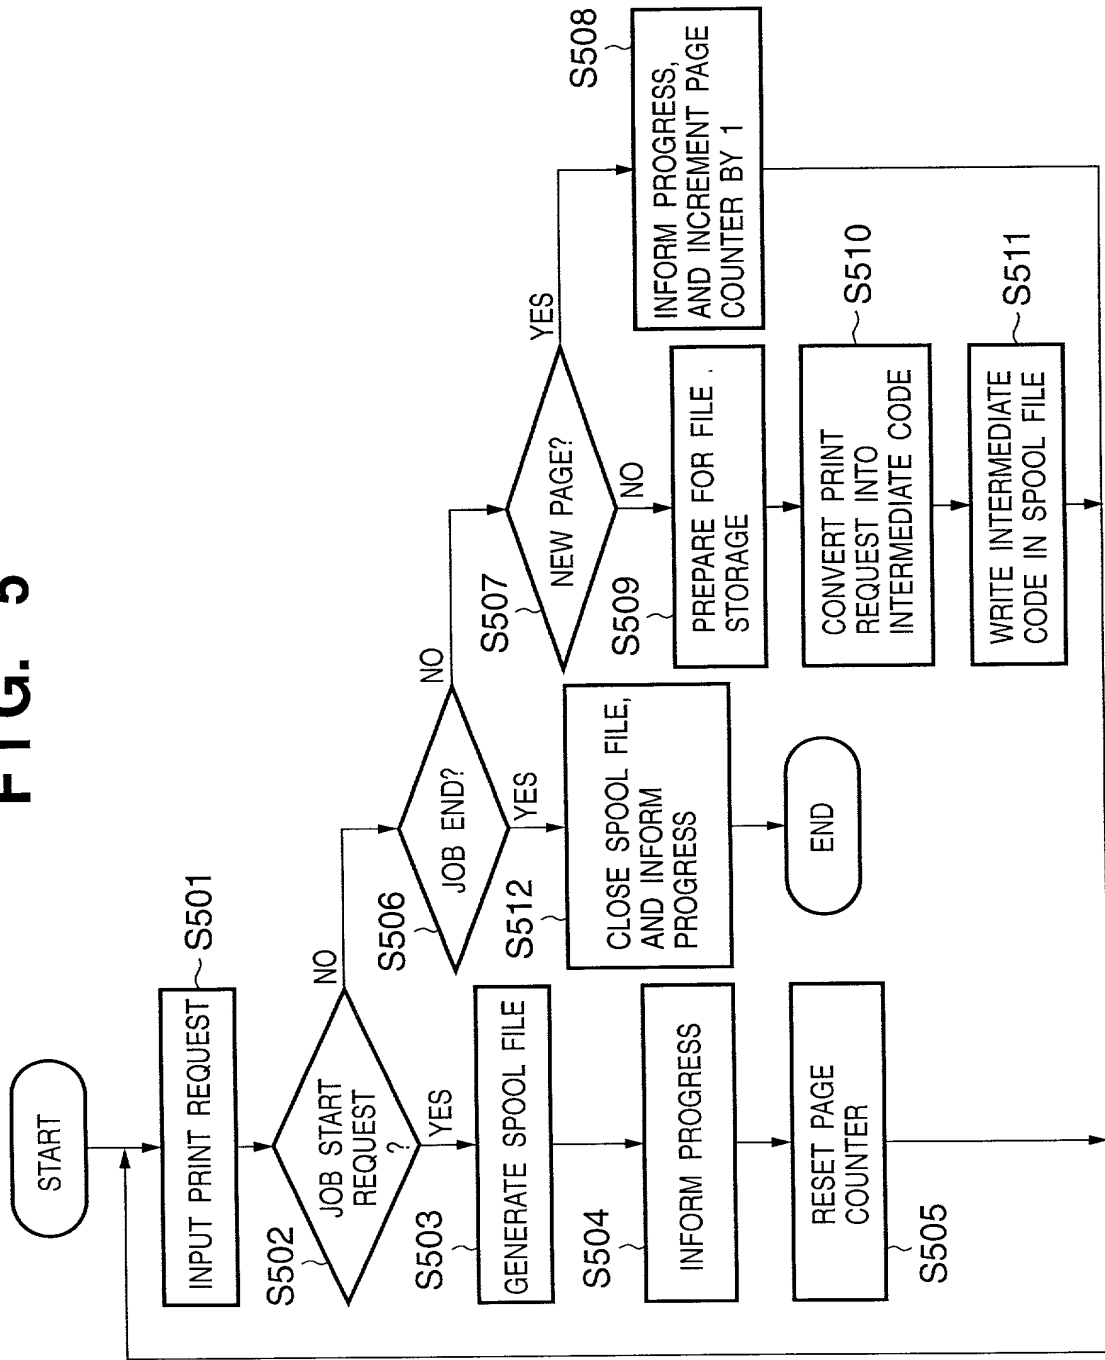 FIG. 5
START
INPUT PRINT REQUEST
S501
JOB START
REQUEST
?
S502
NO
YES
GENERATE SPOOL FILE
S503
INFORM PROGRESS
S504
RESET PAGE
COUNTER
S505
JOB END?
S506
NO
YES
CLOSE SPOOL FILE,
AND INFORM
PROGRESS
S512
END
NEW PAGE?
S507
YES
NO
INFORM PROGRESS,
AND INCREMENT PAGE
COUNTER BY 1
S508
PREPARE FOR FILE .
STORAGE
S509
CONVERT PRINT
REQUEST INTO
INTERMEDIATE CODE
S510
WRITE INTERMEDIATE
CODE IN SPOOL FILE
S511